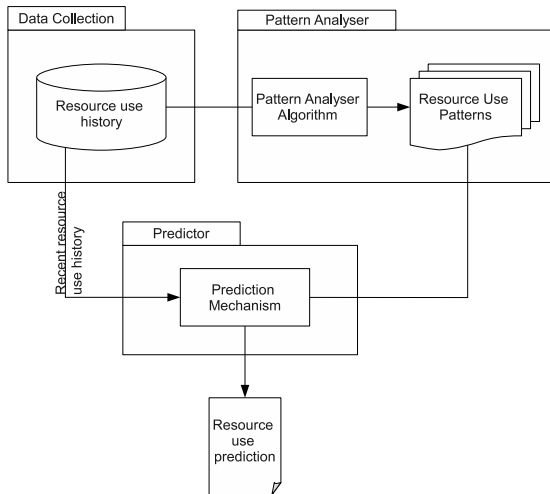 Data Collection
Pattern Analyser
Resource use
history
Pattern Analyser
Algorithm
Resource Use
Patterns
Recent resource
use history
Predictor
Prediction
Mechanism
Resource
use
prediction